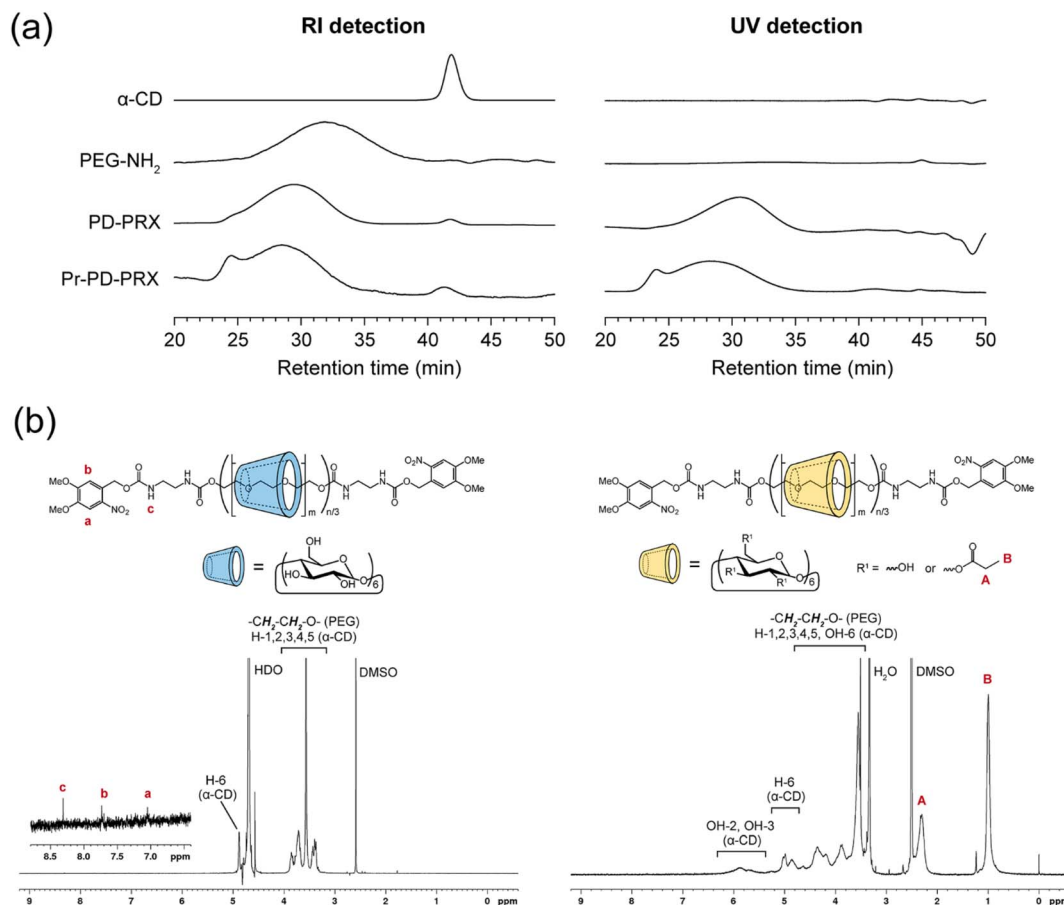 (a)
RI detection
UV detection
α-CD
PEG-NH2
PD-PRX
Pr-PD-PRX
20 25 30 35 40 45 50
20 25 30 35 40 45 50
Retention time (min)
Retention time (min)
(b)
b
MeO
MeO
a
NO2
O
O
N
H
c
H
N
O
O
O
O
m
n/3
O
O
N
H
H
N
O
O
NO2
OMe
OMe
=
OH
O
HO
OH
O
6
-CH2-CH2-O- (PEG)
H-1,2,3,4,5 (α-CD)
HDO
DMSO
H-6
(α-CD)
c
b
a
8.5 8.0 7.5 7.0 ppm
9 8 7 6 5 4 3 2 1 0 ppm
MeO
MeO
NO2
O
O
N
H
H
N
O
O
O
O
m
n/3
O
O
N
H
H
N
O
O
NO2
OMe
OMe
=
R1
O
R1
R1
O
6
R1 = OH or O
O
B
A
-CH2-CH2-O- (PEG)
H-1,2,3,4,5, OH-6 (α-CD)
H2O
DMSO
B
A
H-6
(α-CD)
OH-2, OH-3
(α-CD)
9 8 7 6 5 4 3 2 1 0 ppm